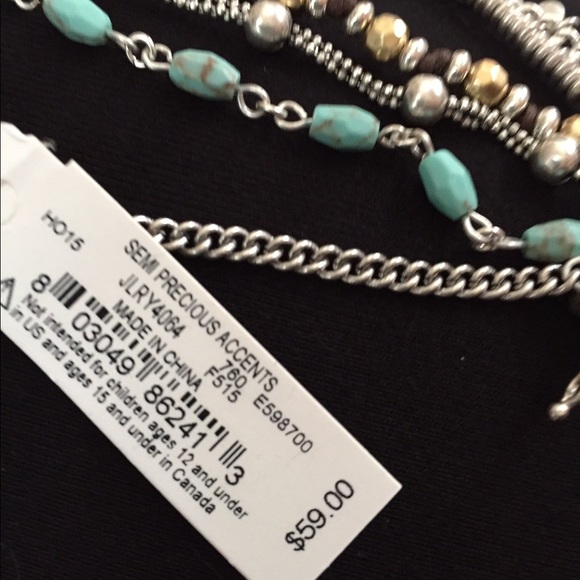 HO15
SEMI PRECIOUS ACCENTS
JLRY4064 760 E598700
MADE IN CHINA F515
8 03049 86241 3
Not intended for children ages 12 and under
in US and ages 15 and under in Canada
$59.00